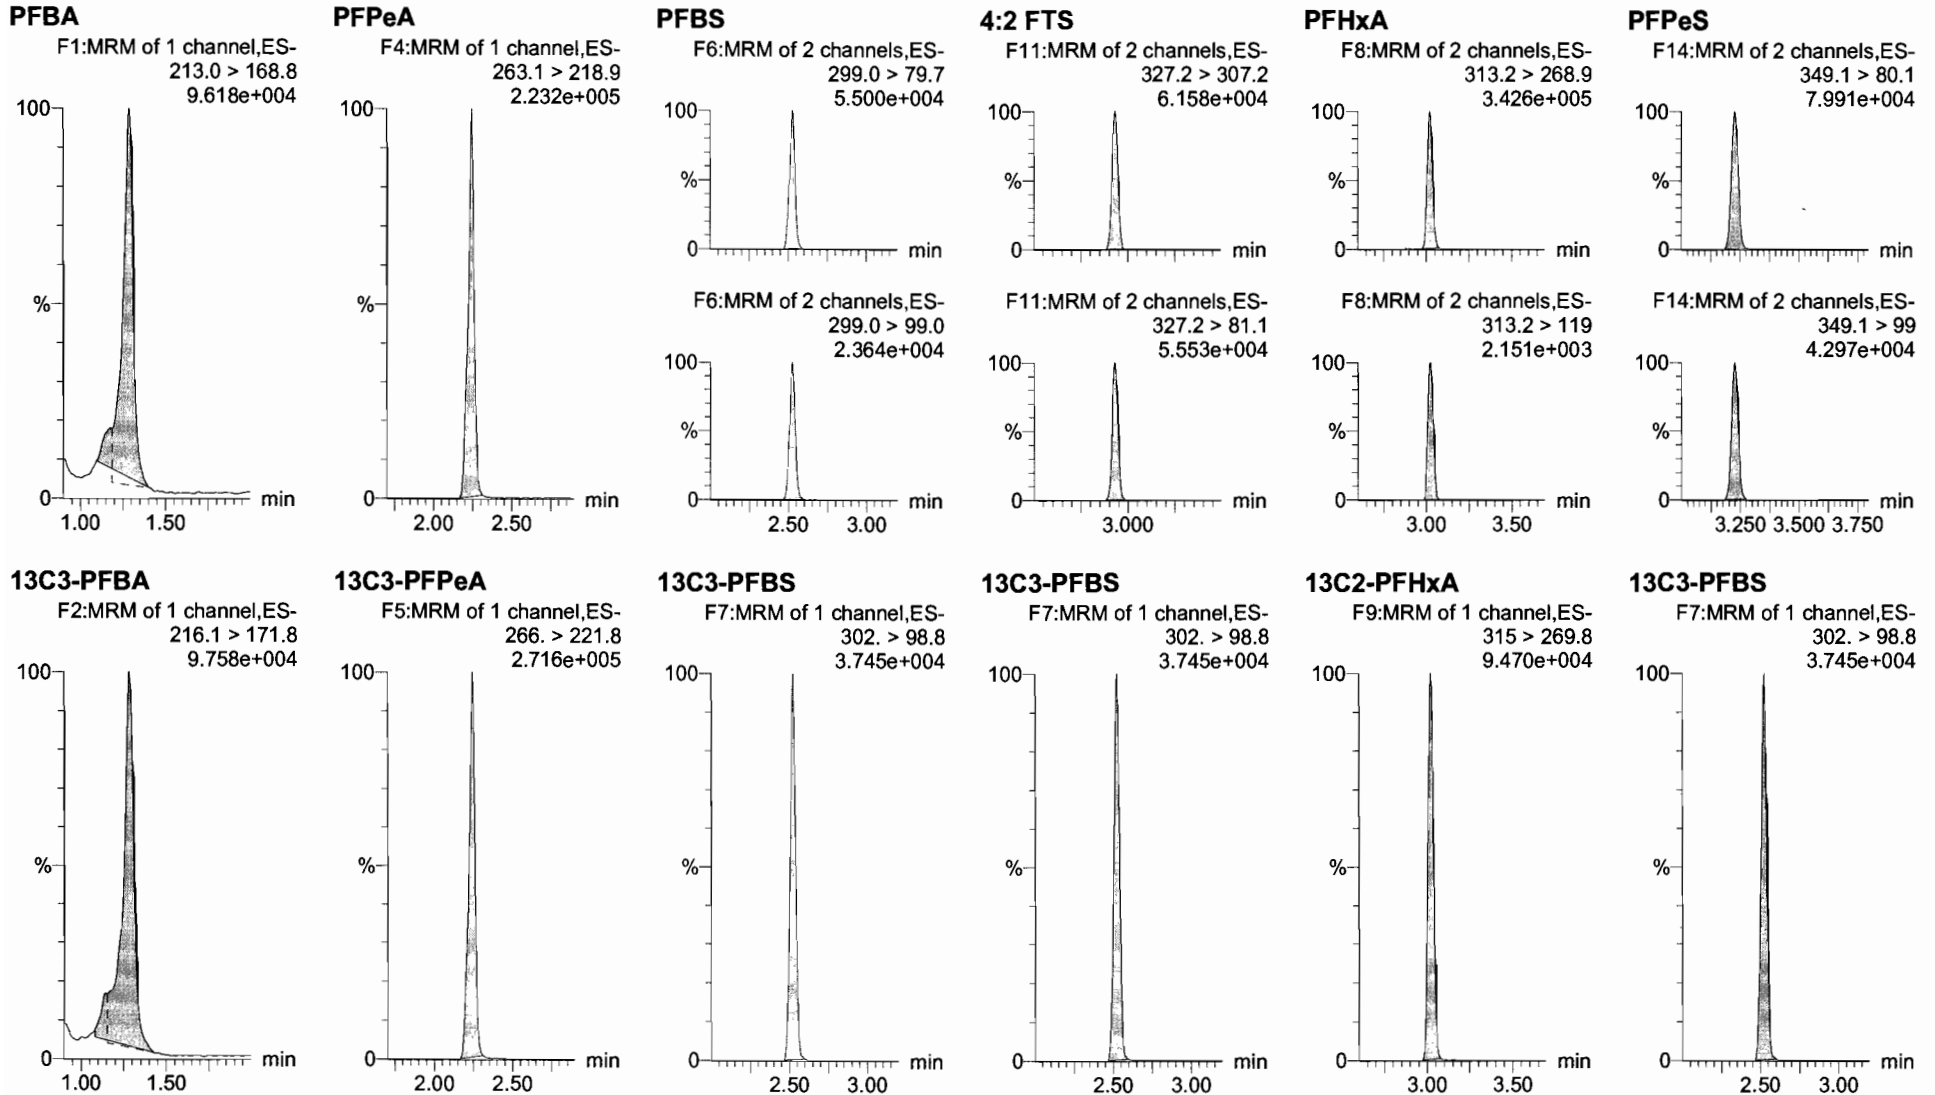 PFBA
F1:MRM of 1 channel,ES-
213.0 > 168.8
9.618e+004
100
%
0
min
1.00 1.50
PFPeA
F4:MRM of 1 channel,ES-
263.1 > 218.9
2.232e+005
100
%
0
min
2.00 2.50
PFBS
F6:MRM of 2 channels,ES-
299.0 > 79.7
5.500e+004
100
%
0
min
F6:MRM of 2 channels,ES-
299.0 > 99.0
2.364e+004
100
%
0
min
2.50 3.00
4:2 FTS
F11:MRM of 2 channels,ES-
327.2 > 307.2
6.158e+004
100
%
0
min
F11:MRM of 2 channels,ES-
327.2 > 81.1
5.553e+004
100
%
0
min
3.000
PFHxA
F8:MRM of 2 channels,ES-
313.2 > 268.9
3.426e+005
100
%
0
min
F8:MRM of 2 channels,ES-
313.2 > 119
2.151e+003
100
%
0
min
3.00 3.50
PFPeS
F14:MRM of 2 channels,ES-
349.1 > 80.1
7.991e+004
100
%
0
min
F14:MRM of 2 channels,ES-
349.1 > 99
4.297e+004
100
%
0
min
3.250 3.500 3.750
13C3-PFBA
F2:MRM of 1 channel,ES-
216.1 > 171.8
9.758e+004
100
%
0
min
1.00 1.50
13C3-PFPeA
F5:MRM of 1 channel,ES-
266. > 221.8
2.716e+005
100
%
0
min
2.00 2.50
13C3-PFBS
F7:MRM of 1 channel,ES-
302. > 98.8
3.745e+004
100
%
0
min
2.50 3.00
13C3-PFBS
F7:MRM of 1 channel,ES-
302. > 98.8
3.745e+004
100
%
0
min
2.50 3.00
13C2-PFHxA
F9:MRM of 1 channel,ES-
315 > 269.8
9.470e+004
100
%
0
min
3.00 3.50
13C3-PFBS
F7:MRM of 1 channel,ES-
302. > 98.8
3.745e+004
100
%
0
min
2.50 3.00